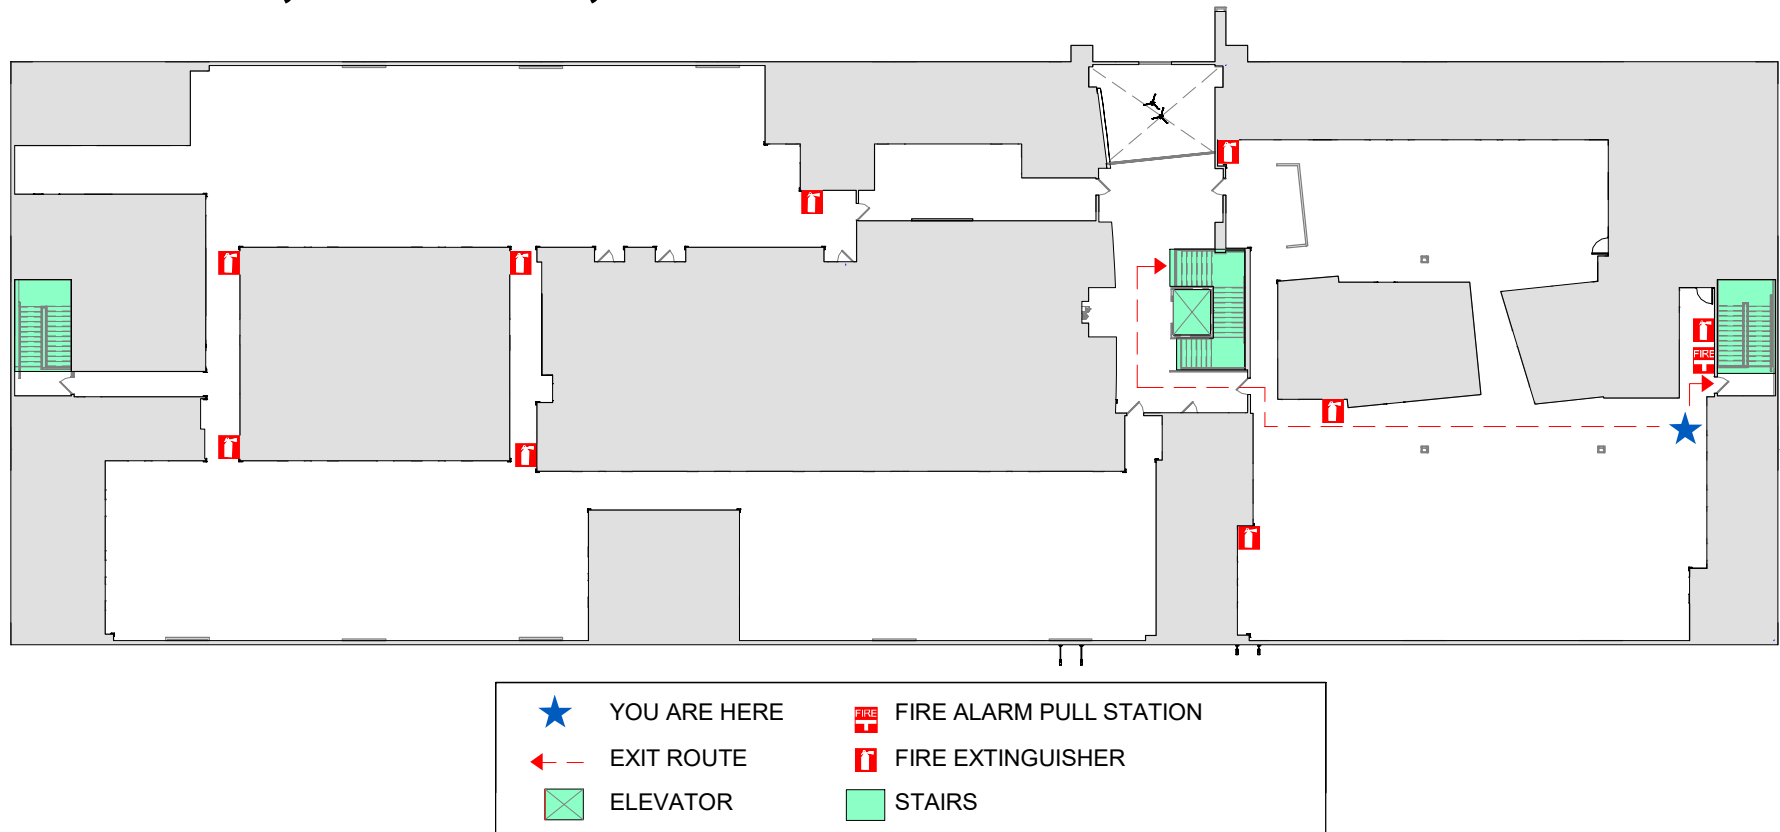 FIRE
YOU ARE HERE
FIRE FIRE ALARM PULL STATION
EXIT ROUTE
FIRE EXTINGUISHER
ELEVATOR
STAIRS